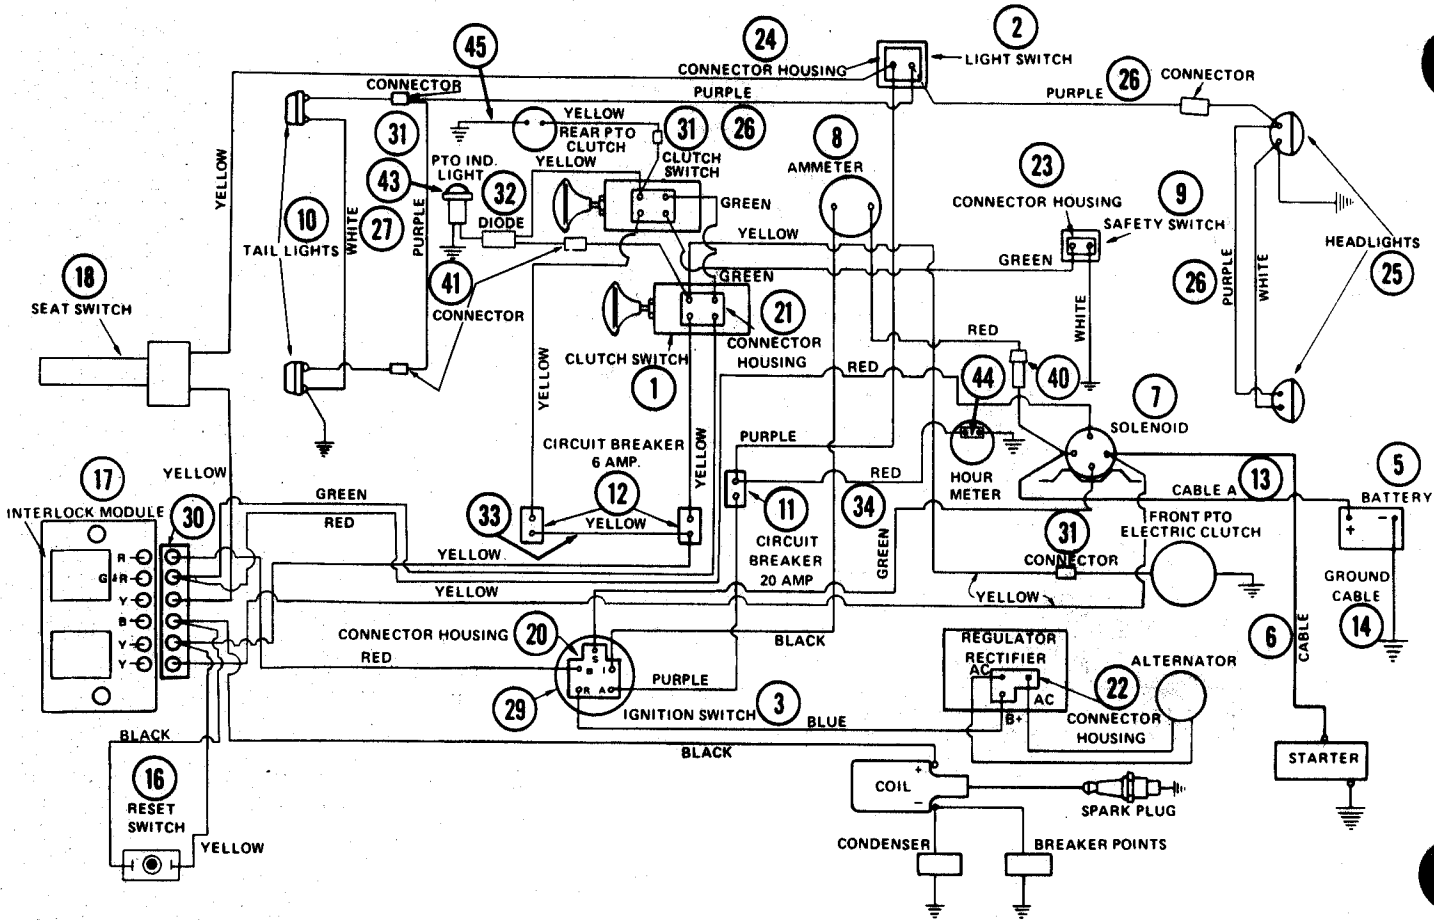 45
24
2
CONNECTOR HOUSING
LIGHT SWITCH
CONNECTOR
PURPLE
PURPLE
26
CONNECTOR
31
YELLOW
REAR PTO
CLUTCH
26
31
CLUTCH
SWITCH
8
AMMETER
YELLOW
PTO IND.
LIGHT
43
32
DIODE
YELLOW
GREEN
23
CONNECTOR HOUSING
9
SAFETY SWITCH
10
TAIL LIGHTS
WHITE
27
PURPLE
YELLOW
GREEN
HEADLIGHTS
25
26
PURPLE
WHITE
18
SEAT SWITCH
41
CONNECTOR
GREEN
21
CONNECTOR
HOUSING
CLUTCH SWITCH
1
RED
WHITE
RED
44
40
7
SOLENOID
YELLOW
YELLOW
CIRCUIT BREAKER
6 AMP.
12
PURPLE
HOUR
METER
RED
34
13
CABLE A
5
BATTERY
+
−
YELLOW
17
INTERLOCK MODULE
30
GREEN
RED
33
YELLOW
YELLOW
11
CIRCUIT
BREAKER
20 AMP
GREEN
31
CONNECTOR
FRONT PTO
ELECTRIC CLUTCH
R
G R
Y
B
Y
Y
YELLOW
YELLOW
GROUND
CABLE
14
6
CABLE
CONNECTOR HOUSING
20
RED
S
B
I
R
A
BLACK
PURPLE
29
IGNITION SWITCH
3
BLUE
REGULATOR
RECTIFIER
AC
AC
B+
22
CONNECTOR
HOUSING
ALTERNATOR
BLACK
BLACK
16
RESET
SWITCH
YELLOW
COIL
+
−
SPARK PLUG
STARTER
CONDENSER
BREAKER POINTS